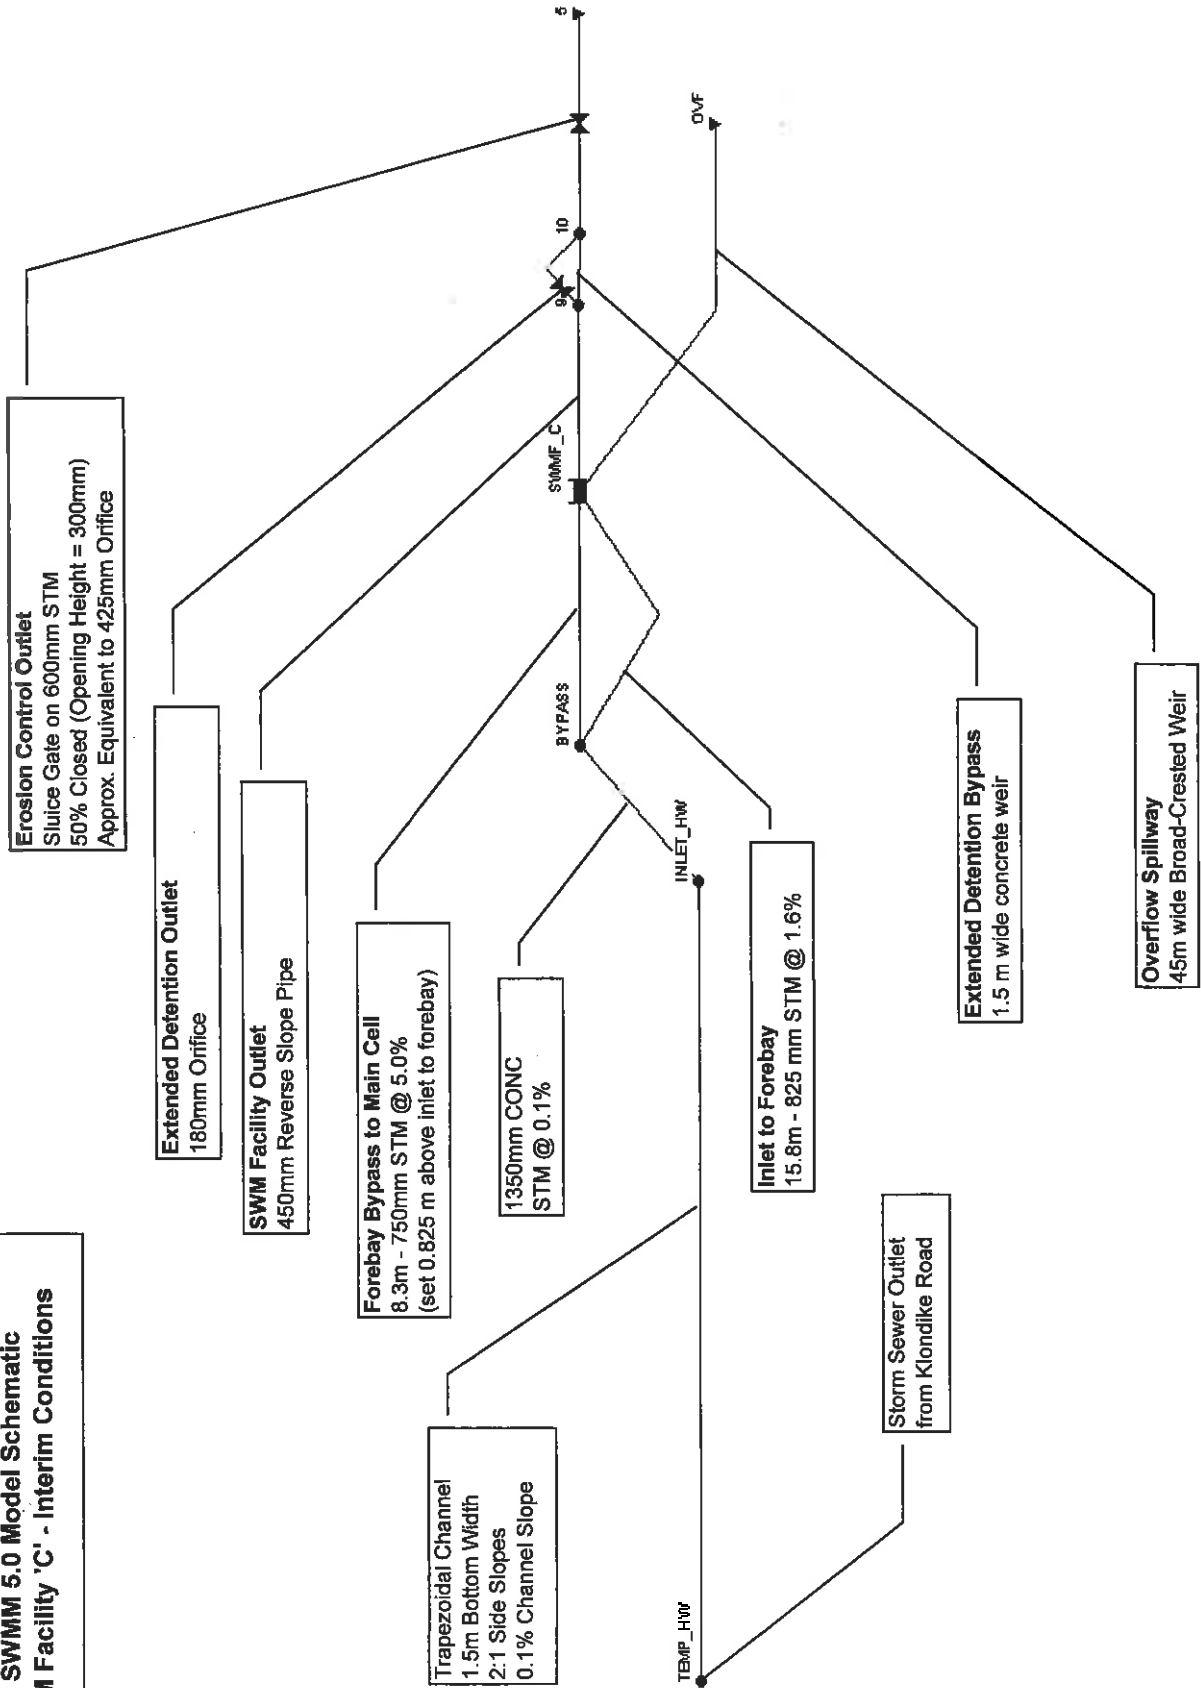 SWMM 5.0 Model Schematic
Facility 'C' - Interim Conditions
Erosion Control Outlet
Sluice Gate on 600mm STM
50% Closed (Opening Height = 300mm)
Approx. Equivalent to 425mm Orifice
Extended Detention Outlet
180mm Orifice
SWM Facility Outlet
450mm Reverse Slope Pipe
Forebay Bypass to Main Cell
8.3m - 750mm STM @ 5.0%
(set 0.825 m above inlet to forebay)
1350mm CONC
STM @ 0.1%
Trapezoidal Channel
1.5m Bottom Width
2:1 Side Slopes
0.1% Channel Slope
TEMP_HW
INLET_HW
BYPASS
SWMF_C
9
10
5
OVF
Inlet to Forebay
15.8m - 825 mm STM @ 1.6%
Storm Sewer Outlet
from Klondike Road
Extended Detention Bypass
1.5 m wide concrete weir
Overflow Spillway
45m wide Broad-Crested Weir